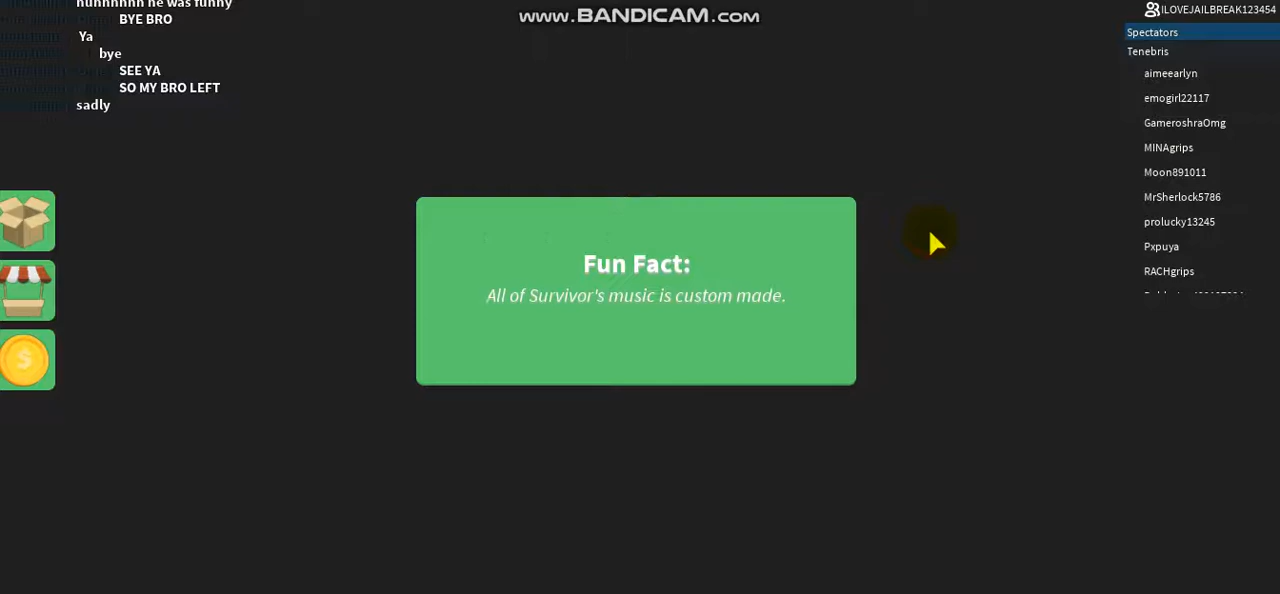 huhhhhhh he was funny
BYE BRO
Ya
bye
SEE YA
SO MY BRO LEFT
sadly
www.BANDICAM.COM
ILOVEJAILBREAK123454
Spectators
Tenebris
aimeearlyn
emogirl22117
GameroshraOmg
MINAgrips
Moon891011
MrSherlock5786
prolucky13245
Pxpuya
RACHgrips
Fun Fact:
All of Survivor's music is custom made.
$